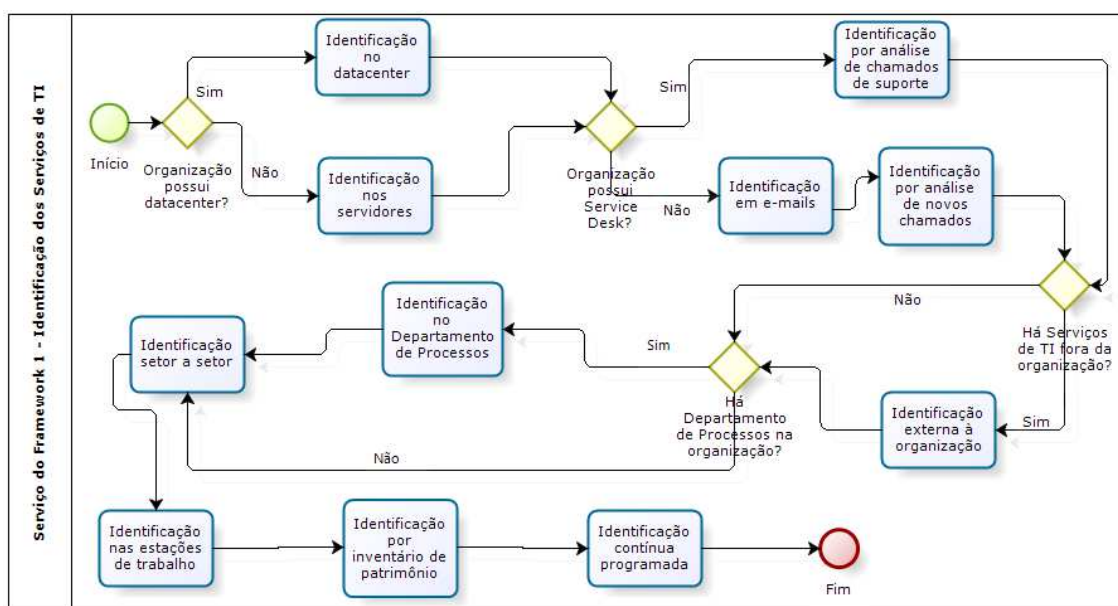 Serviço do Framework 1 - Identificação dos Serviços de TI
Início
Organização
possui
datacenter?
Sim
Não
Identificação
no
datacenter
Identificação
nos
servidores
Organização
possui
Service
Desk?
Sim
Não
Identificação
por análise
de chamados
de suporte
Identificação
em e-mails
Identificação
por análise
de novos
chamados
Há Serviços
de TI fora da
organização?
Não
Sim
Identificação
externa à
organização
Há
Departamento
de Processos na
organização?
Sim
Não
Identificação
no
Departamento
de Processos
Identificação
setor a setor
Identificação
nas estações
de trabalho
Identificação
por
inventário de
patrimônio
Identificação
contínua
programada
Fim